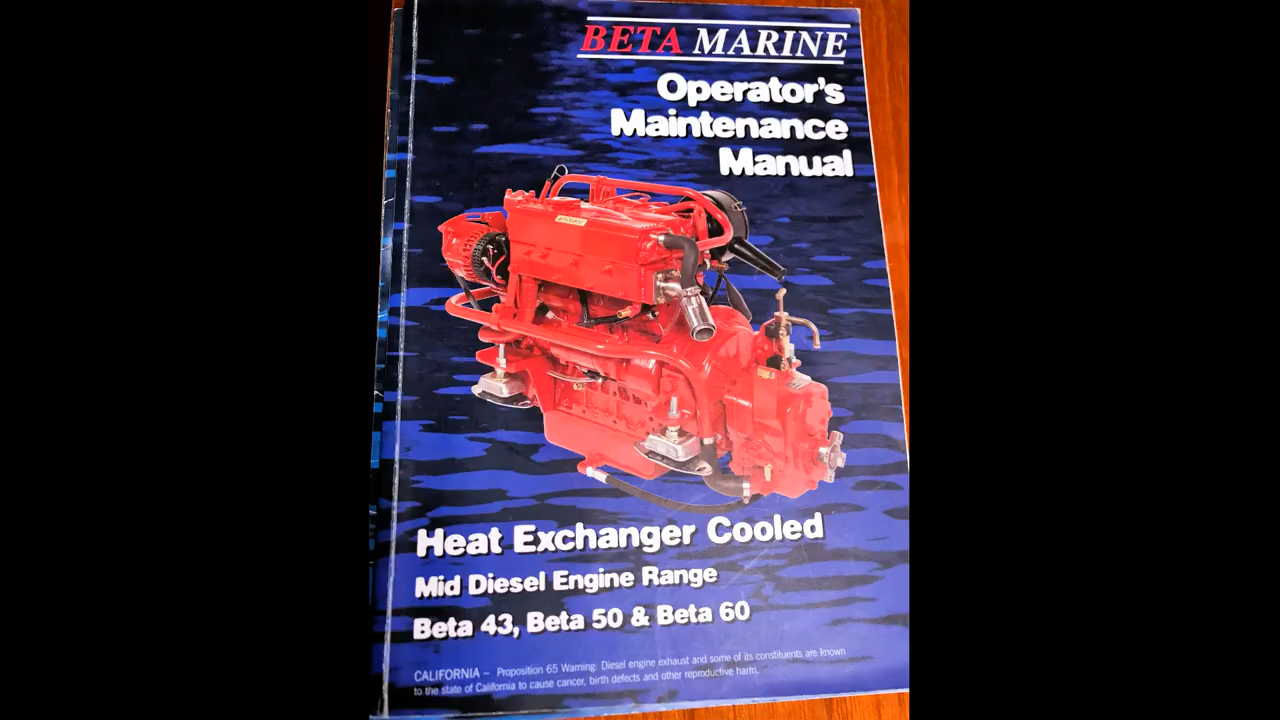 BETA MARINE
Operator's
Maintenance
Manual
Heat Exchanger Cooled
Mid Diesel Engine Range
Beta 43, Beta 50 & Beta 60
CALIFORNIA – Proposition 65 Warning: Diesel engine exhaust and some of its constituents are known
to the state of California to cause cancer, birth defects and other reproductive harm.